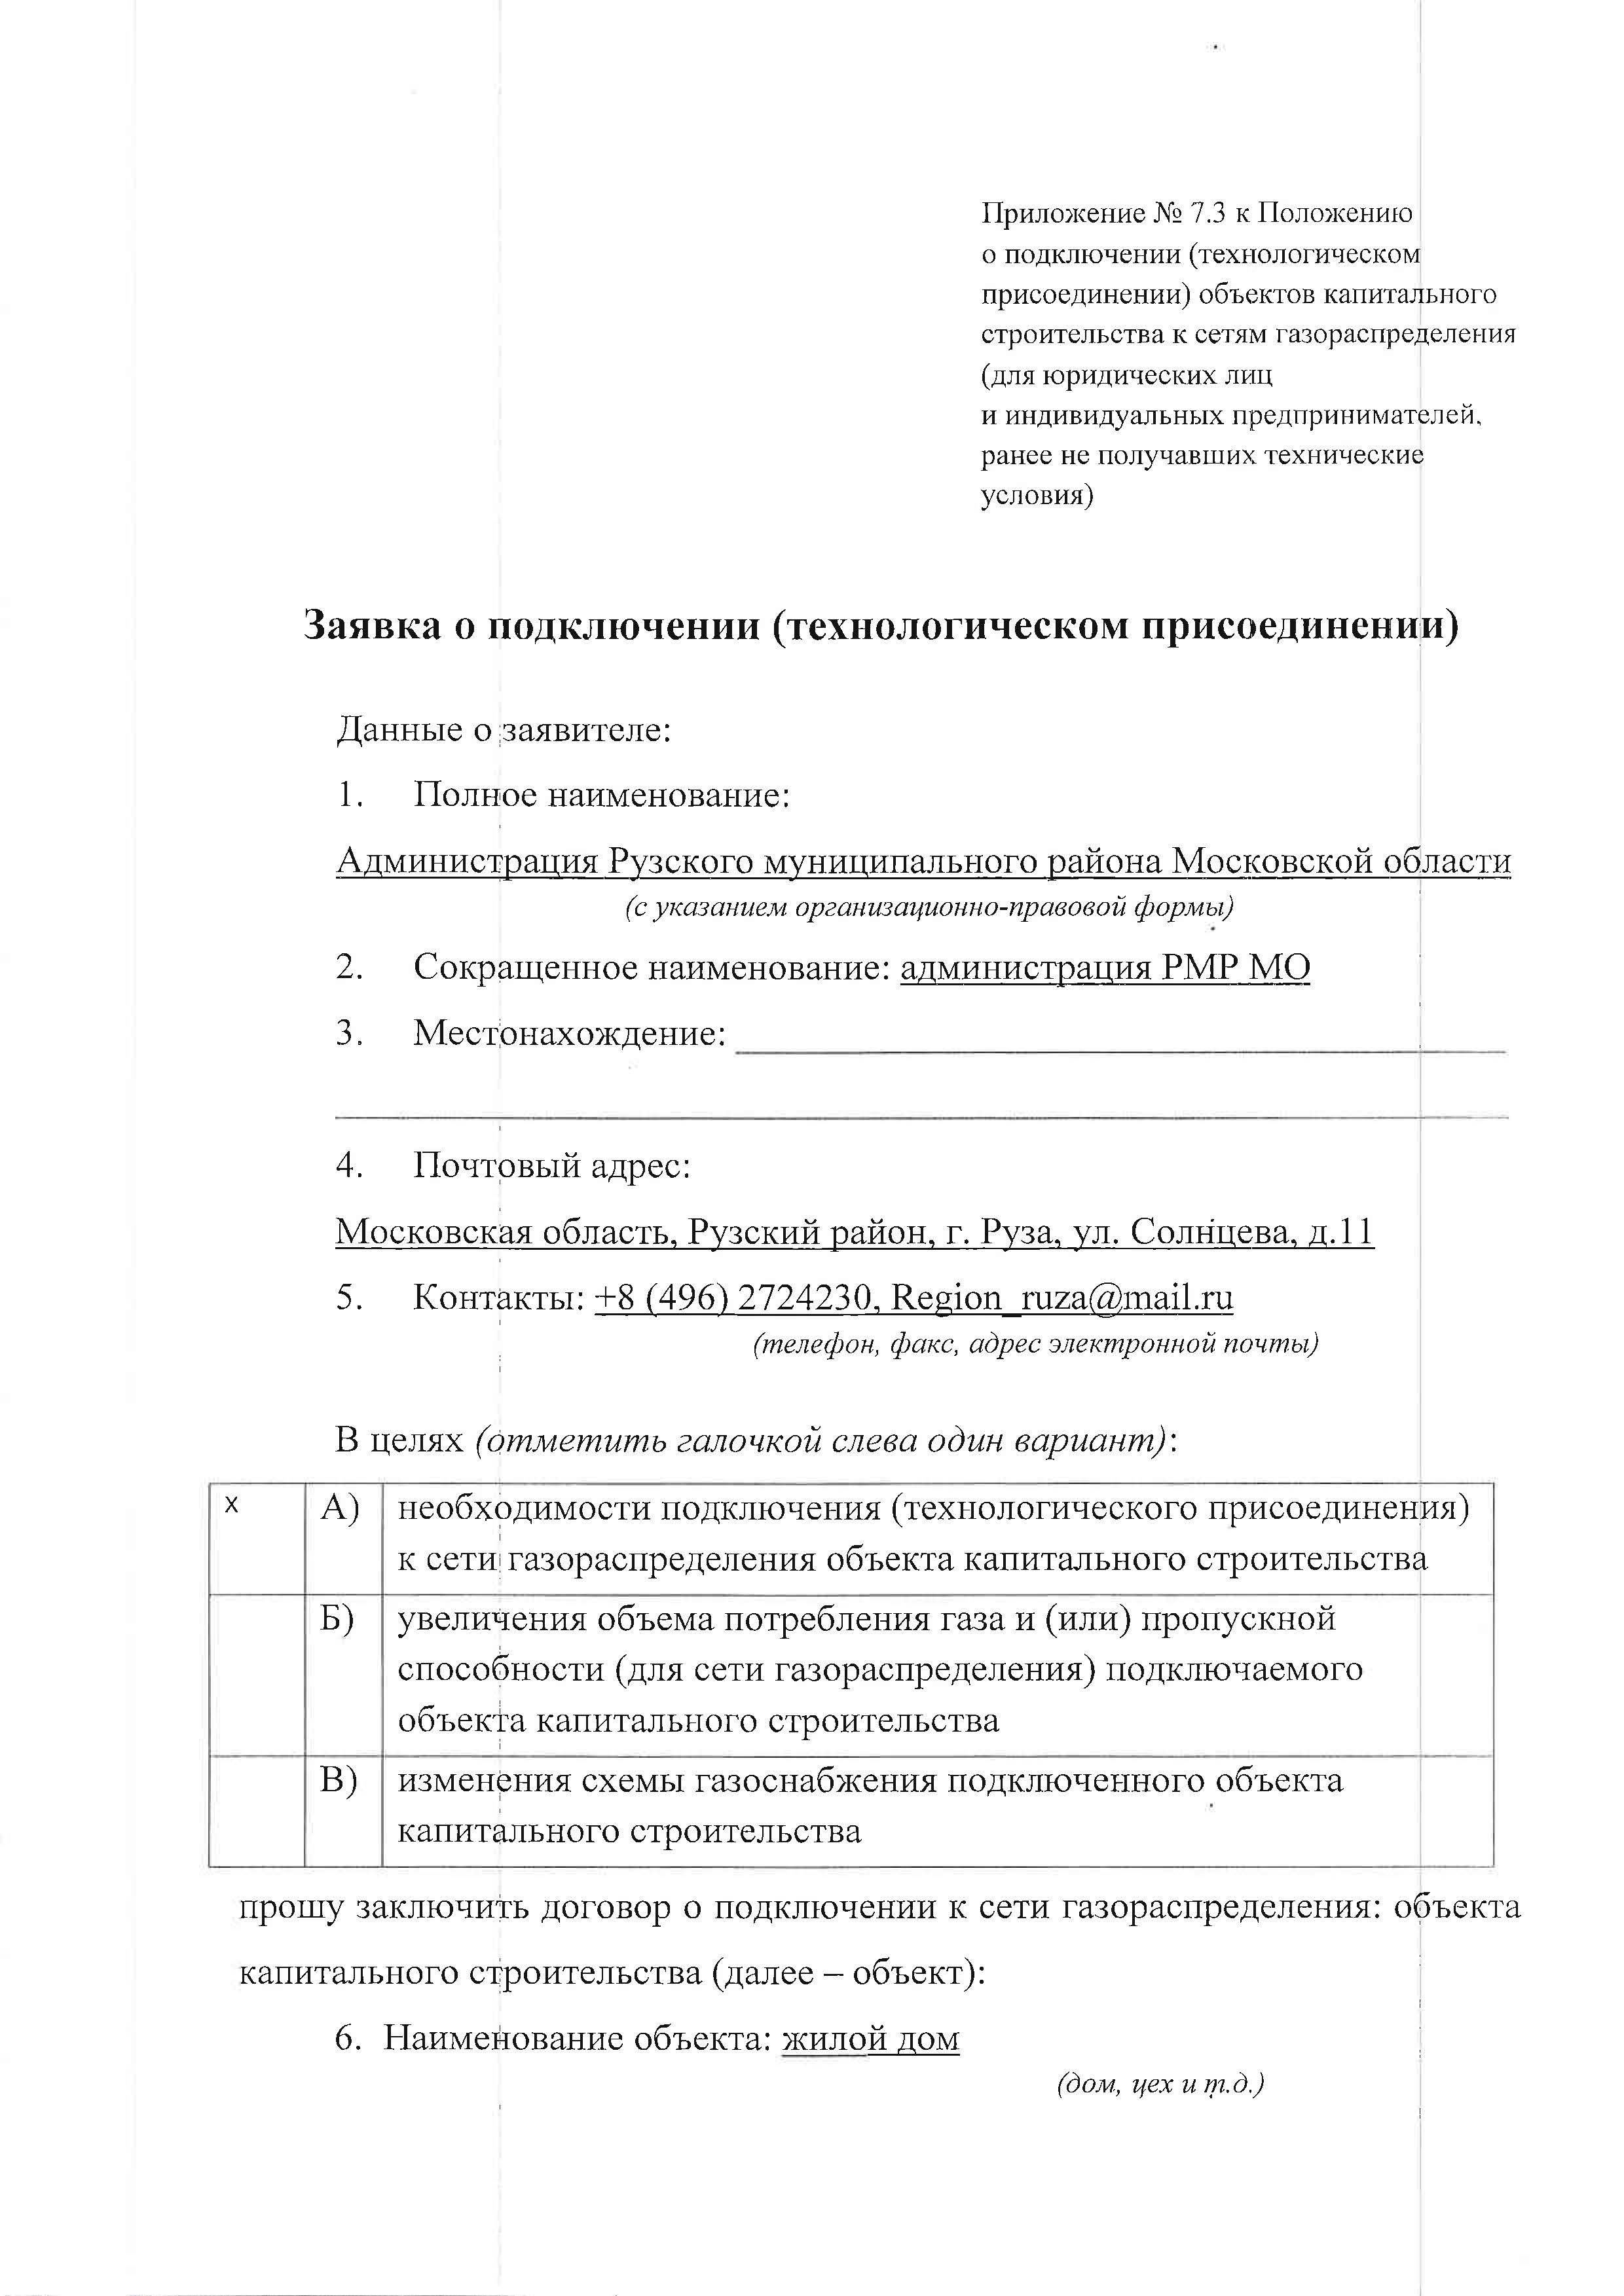 Приложение № 7.3 к Положению
о подключении (технологическом
присоединении) объектов капитального
строительства к сетям газораспределения
(для юридических лиц
и индивидуальных предпринимателей,
ранее не получавших технические
условия)
Заявка о подключении (технологическом присоединении)
Данные о заявителе:
1. Полное наименование:
Администрация Рузского муниципального района Московской области
(с указанием организационно-правовой формы)
2. Сокращенное наименование: администрация РМР МО
3. Местонахождение:
4. Почтовый адрес:
Московская область, Рузский район, г. Руза, ул. Солнцева, д.11
5. Контакты: +8 (496) 2724230, Region_ruza@mail.ru
(телефон, факс, адрес электронной почты)
В целях (отметить галочкой слева один вариант):
х А) необходимости подключения (технологического присоединения)
к сети газораспределения объекта капитального строительства
Б) увеличения объема потребления газа и (или) пропускной
способности (для сети газораспределения) подключаемого
объекта капитального строительства
В) изменения схемы газоснабжения подключенного объекта
капитального строительства
прошу заключить договор о подключении к сети газораспределения: объекта
капитального строительства (далее – объект):
6. Наименование объекта: жилой дом
(дом, цех и т.д.)